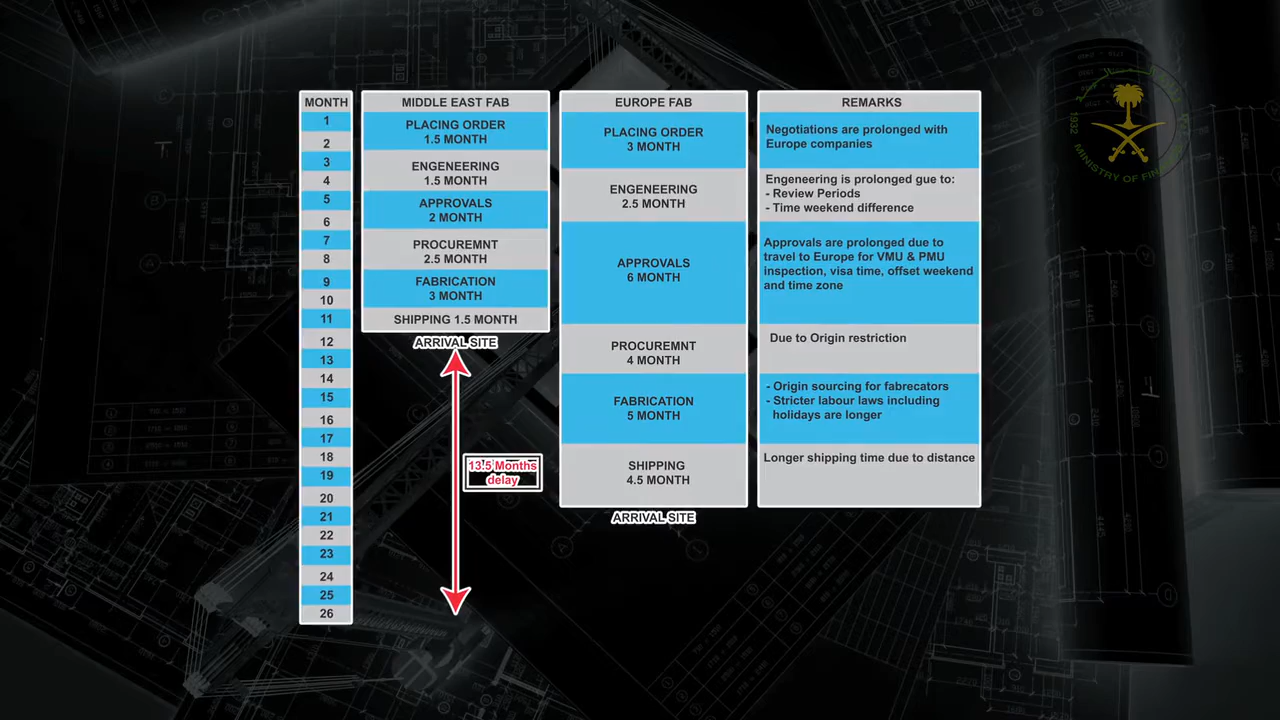 MONTH
1
2
3
4
5
6
7
8
9
10
11
12
13
14
15
16
17
18
19
20
21
22
23
24
25
26
MIDDLE EAST FAB
PLACING ORDER
1.5 MONTH
ENGENEERING
1.5 MONTH
APPROVALS
2 MONTH
PROCUREMNT
2.5 MONTH
FABRICATION
3 MONTH
SHIPPING 1.5 MONTH
ARRIVAL SITE
13.5 Months
delay
EUROPE FAB
PLACING ORDER
3 MONTH
ENGENEERING
2.5 MONTH
APPROVALS
6 MONTH
PROCUREMNT
4 MONTH
FABRICATION
5 MONTH
SHIPPING
4.5 MONTH
ARRIVAL SITE
REMARKS
Negotiations are prolonged with
Europe companies
Engeneering is prolonged gue to:
- Review Periods
- Time weekend difference
Approvals are prolonged due to
travel to Europe for VMU & PMU
inspection, visa time, offset weekend
and time zone
Due to Origin restriction
- Origin sourcing for fabrecators
- Stricter labour laws including
holidays are longer
Longer shipping time due to distance
1932
MINISTRY OF